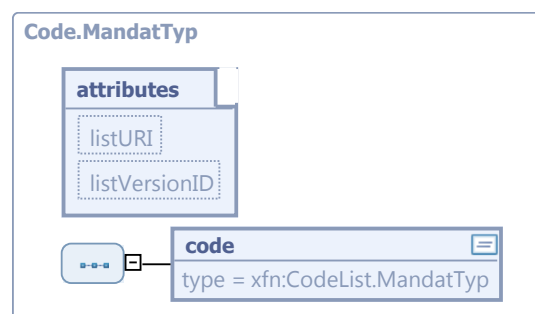 Code.MandatTyp
attributes
listURI
listVersionID
code
type = xfn:CodeList.MandatTyp